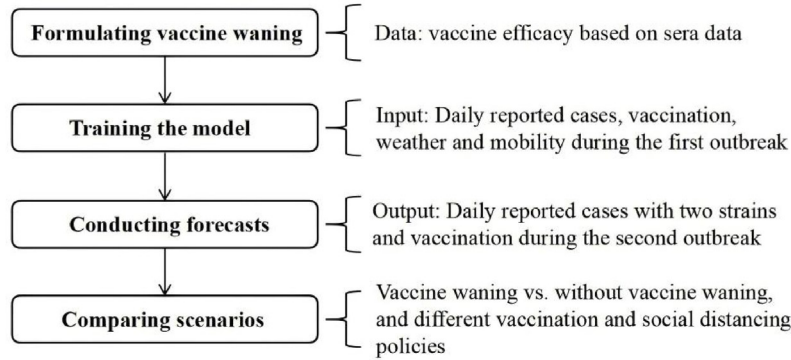 Formulating vaccine waning
Data: vaccine efficacy based on sera data
Training the model
Input: Daily reported cases, vaccination,
weather and mobility during the first outbreak
Conducting forecasts
Output: Daily reported cases with two strains
and vaccination during the second outbreak
Comparing scenarios
Vaccine waning vs. without vaccine waning,
and different vaccination and social distancing
policies